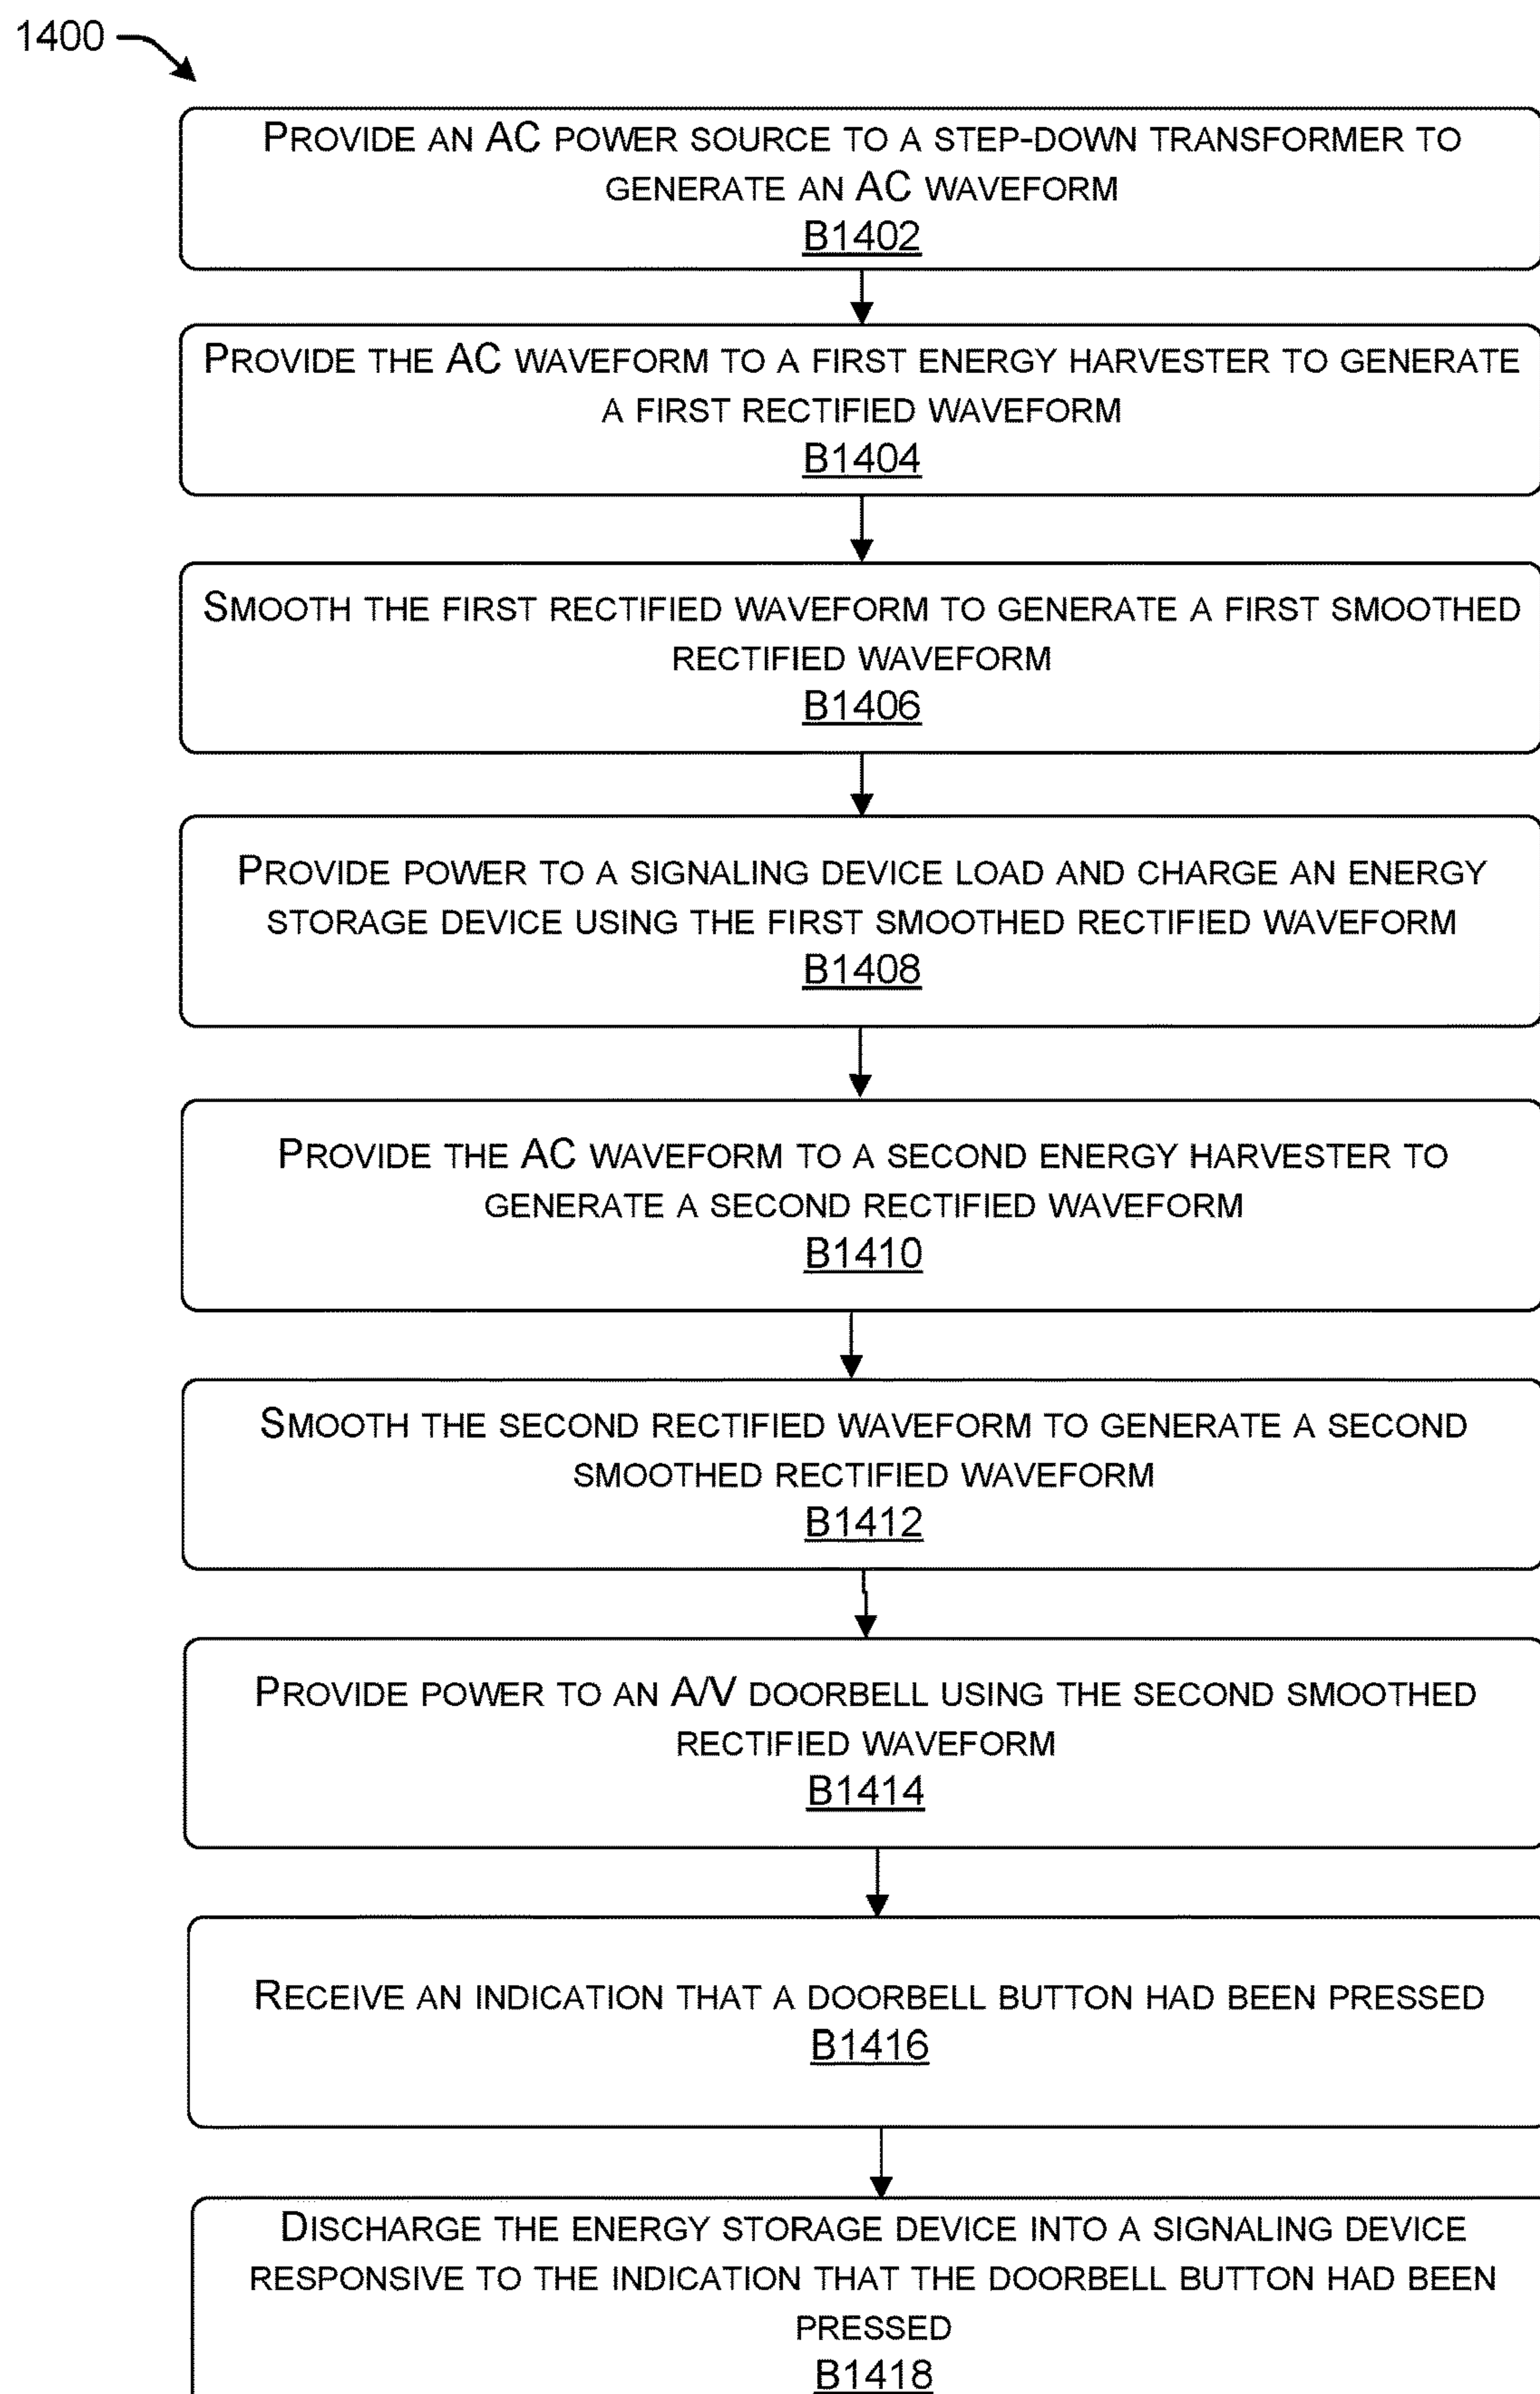 1400
PROVIDE AN AC POWER SOURCE TO A STEP-DOWN TRANSFORMER TO
GENERATE AN AC WAVEFORM
B1402
PROVIDE THE AC WAVEFORM TO A FIRST ENERGY HARVESTER TO GENERATE
A FIRST RECTIFIED WAVEFORM
B1404
SMOOTH THE FIRST RECTIFIED WAVEFORM TO GENERATE A FIRST SMOOTHED
RECTIFIED WAVEFORM
B1406
PROVIDE POWER TO A SIGNALING DEVICE LOAD AND CHARGE AN ENERGY
STORAGE DEVICE USING THE FIRST SMOOTHED RECTIFIED WAVEFORM
B1408
PROVIDE THE AC WAVEFORM TO A SECOND ENERGY HARVESTER TO
GENERATE A SECOND RECTIFIED WAVEFORM
B1410
SMOOTH THE SECOND RECTIFIED WAVEFORM TO GENERATE A SECOND
SMOOTHED RECTIFIED WAVEFORM
B1412
PROVIDE POWER TO AN A/V DOORBELL USING THE SECOND SMOOTHED
RECTIFIED WAVEFORM
B1414
RECEIVE AN INDICATION THAT A DOORBELL BUTTON HAD BEEN PRESSED
B1416
DISCHARGE THE ENERGY STORAGE DEVICE INTO A SIGNALING DEVICE
RESPONSIVE TO THE INDICATION THAT THE DOORBELL BUTTON HAD BEEN
PRESSED
B1418